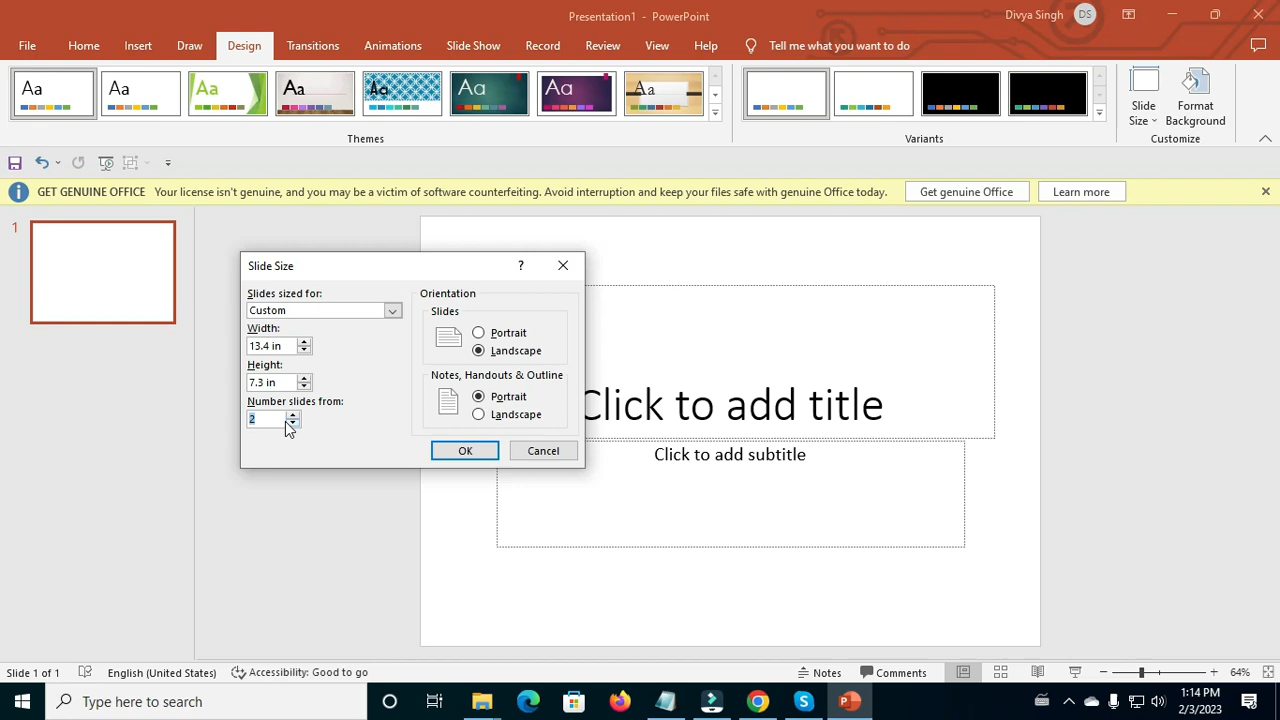 Presentation1 - PowerPoint
Divya Singh DS
File Home Insert Draw Design Transitions Animations Slide Show Record Review View Help Tell me what you want to do
Aa Aa Aa Aa Aa Aa Aa Aa
Slide Size
Format Background
Themes Variants Customize
GET GENUINE OFFICE Your license isn't genuine, and you may be a victim of software counterfeiting. Avoid interruption and keep your files safe with genuine Office today. Get genuine Office Learn more
1
Slide Size ?
Slides sized for:
Custom
Width:
13.4 in
Height:
7.3 in
Number slides from:
2
Orientation
Slides
Portrait
Landscape
Notes, Handouts & Outline
Portrait
Landscape
OK Cancel
Click to add title
Click to add subtitle
Slide 1 of 1 English (United States) Accessibility: Good to go Notes Comments 64%
Type here to search
1:14 PM
2/3/2023